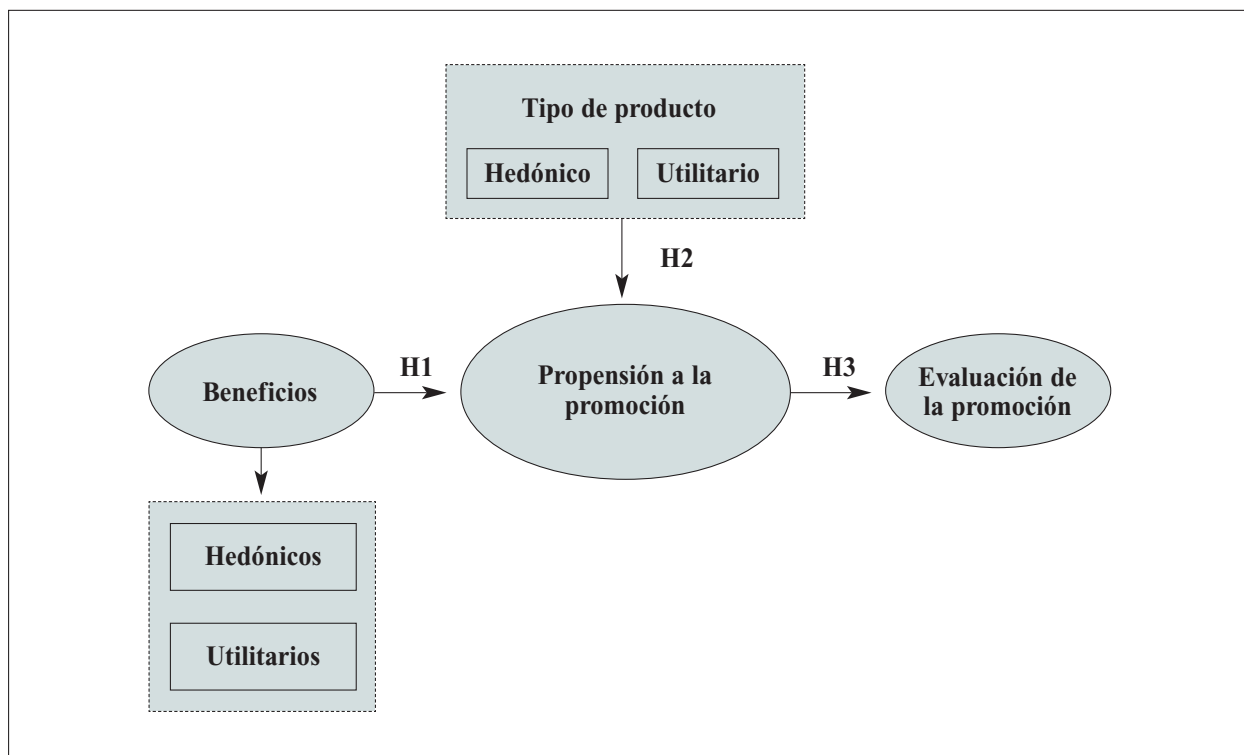 Tipo de producto
Hedónico Utilitario
H2
Beneficios
H1
Propensión a la
promoción
H3
Evaluación de
la promoción
Hedónicos
Utilitarios